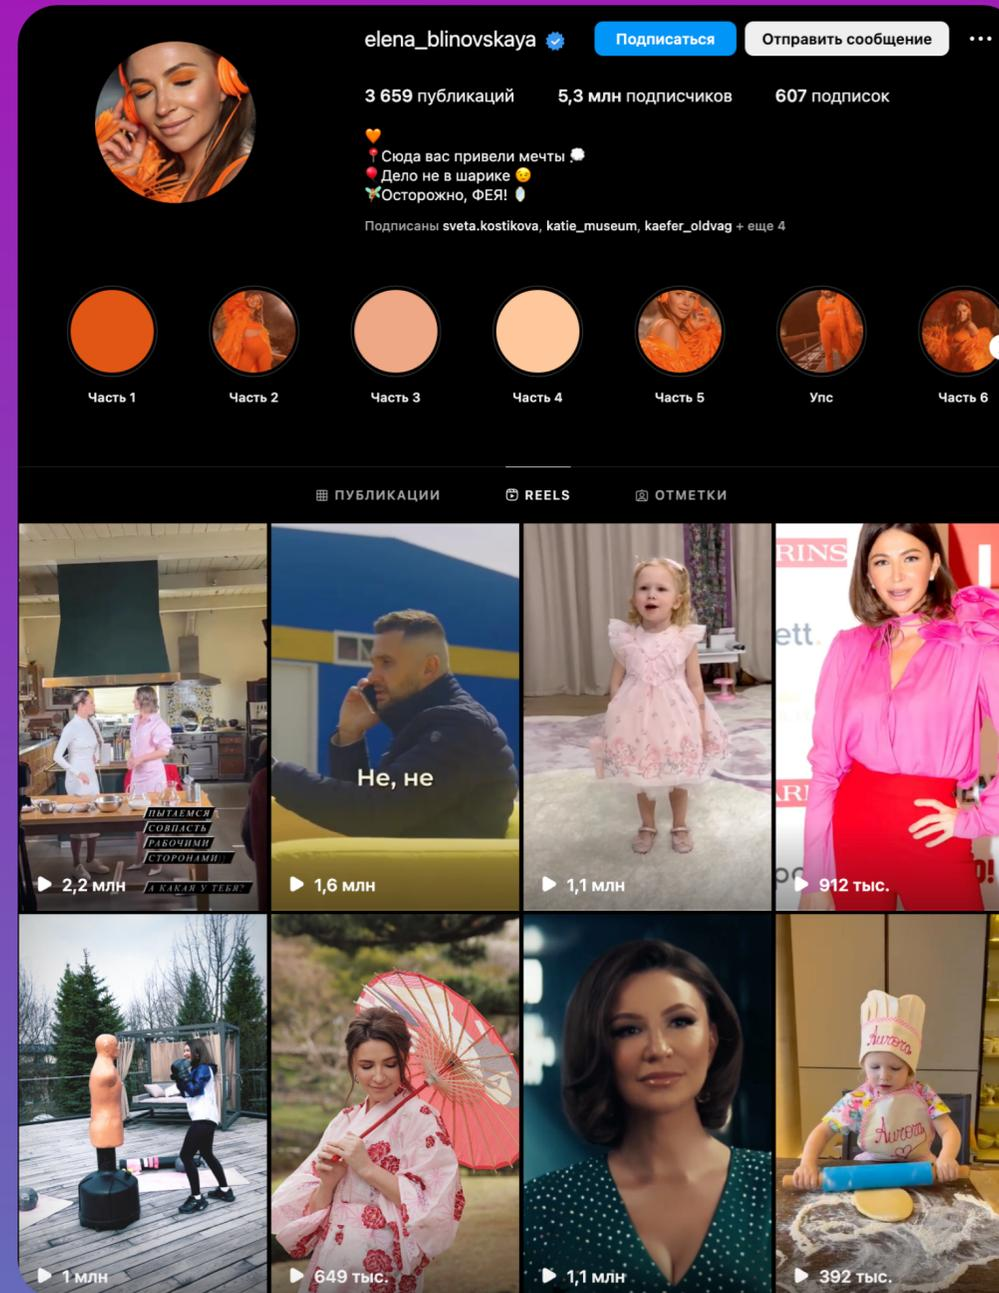 elena_blinovskaya
Подписаться
Отправить сообщение
3 659 публикаций
5,3 млн подписчиков
607 подписок
🧡
📍Сюда вас привели мечты 💭
🎈Дело не в шарике 😉
🧚Осторожно, ФЕЯ! 🪞
Подписаны sveta.kostikova, katie_museum, kaefer_oldvag + еще 4
Часть 1
Часть 2
Часть 3
Часть 4
Часть 5
Упс
Часть 6
ПУБЛИКАЦИИ
REELS
ОТМЕТКИ
ПЫТАЕМСЯ
СОВПАСТЬ
РАБОЧИМИ
СТОРОНАМИ
А КАКАЯ У ТЕБЯ?
2,2 млн
Не, не
1,6 млн
1,1 млн
RINS
ett.
912 тыс.
1 млн
649 тыс.
1,1 млн
Aurora
Aurora
392 тыс.